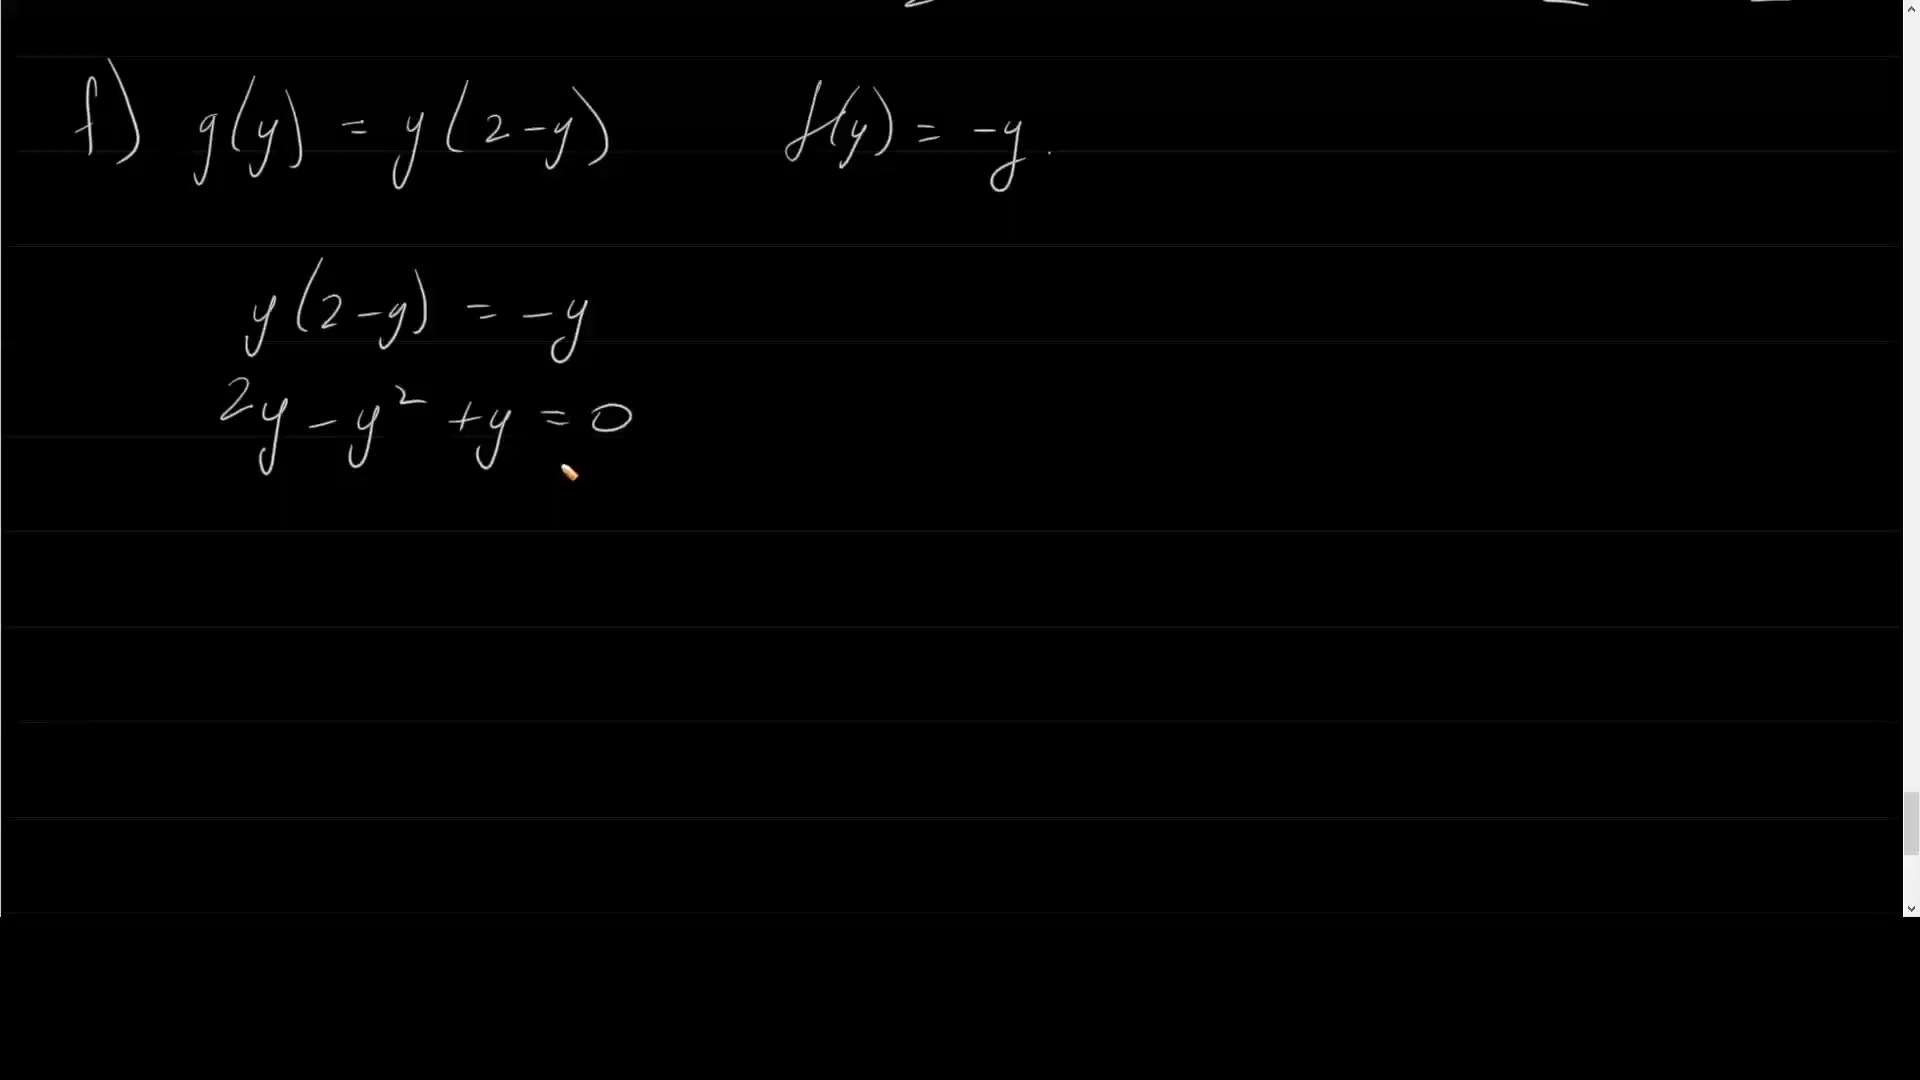 f) g(y) = y(2-y) f(y) = -y.
y(2-y) = -y
2y - y² + y = 0